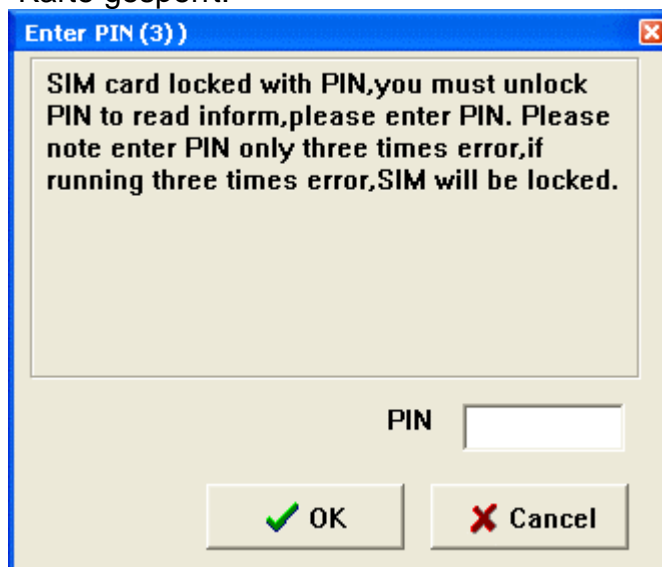 Karte gesperrt.
Enter PIN (3) )
SIM card locked with PIN,you must unlock
PIN to read inform,please enter PIN. Please
note enter PIN only three times error,if
running three times error,SIM will be locked.
PIN
OK
Cancel